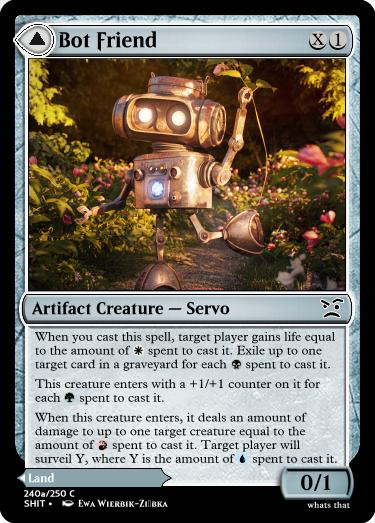 Bot Friend X1
Artifact Creature — Servo
When you cast this spell, target player gains life equal
to the amount of spent to cast it. Exile up to one
target card in a graveyard for each spent to cast it.
This creature enters with a +1/+1 counter on it for
each spent to cast it.
When this creature enters, it deals an amount of
damage to up to one target creature equal to the
amount of spent to cast it. Target player will
surveil Y, where Y is the amount of spent to cast it.
Land
0/1
240a/250 C
SHIT • Ewa Wierbik-Ziąbka
whats that